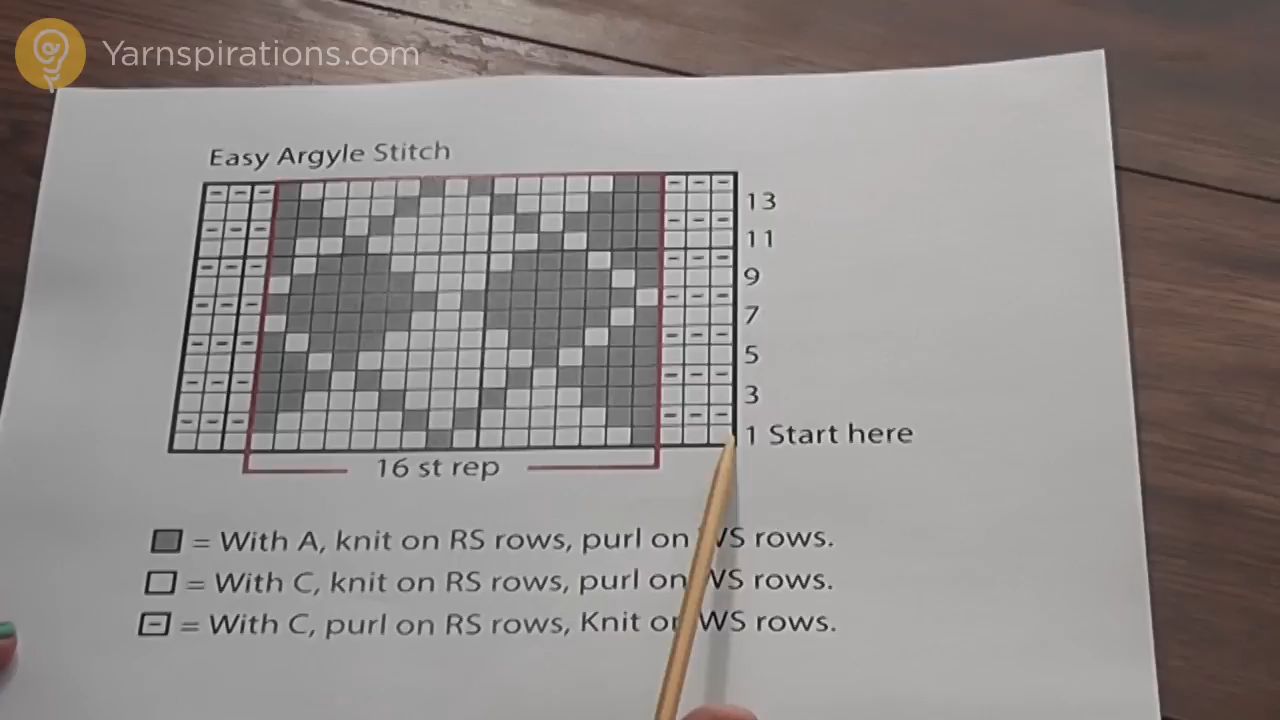 Yarnspirations.com
Easy Argyle Stitch
13
11
9
7
5
3
1 Start here
16 st rep
= With A, knit on RS rows, purl on WS rows.
= With C, knit on RS rows, purl on WS rows.
= With C, purl on RS rows, Knit on WS rows.